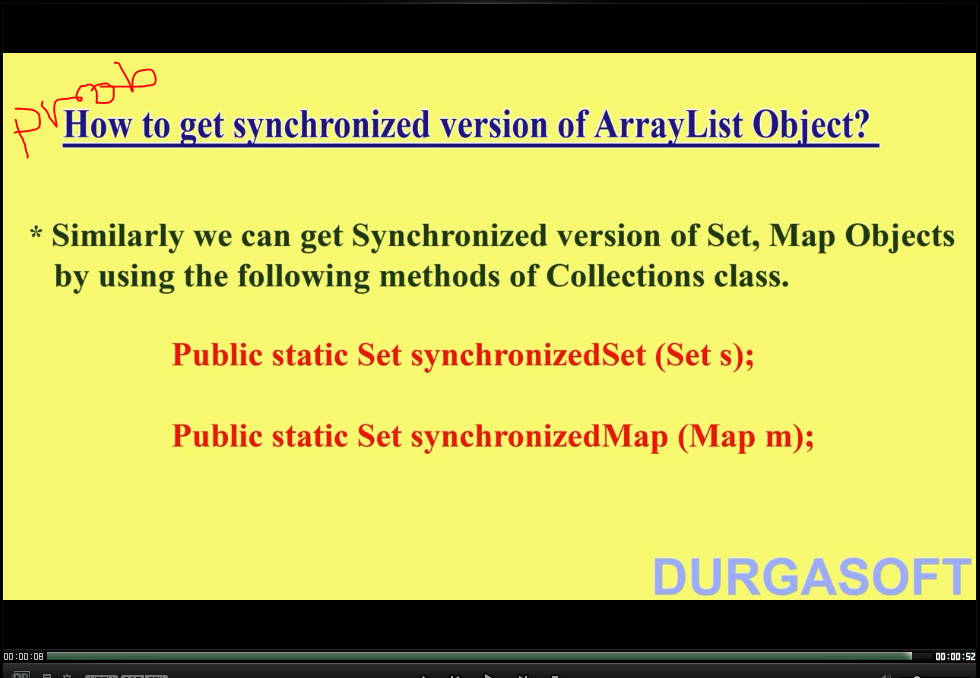 Proob
How to get synchronized version of ArrayList Object?
* Similarly we can get Synchronized version of Set, Map Objects
by using the following methods of Collections class.
Public static Set synchronizedSet (Set s);
Public static Set synchronizedMap (Map m);
DURGASOFT
00:00:08
00:00:52